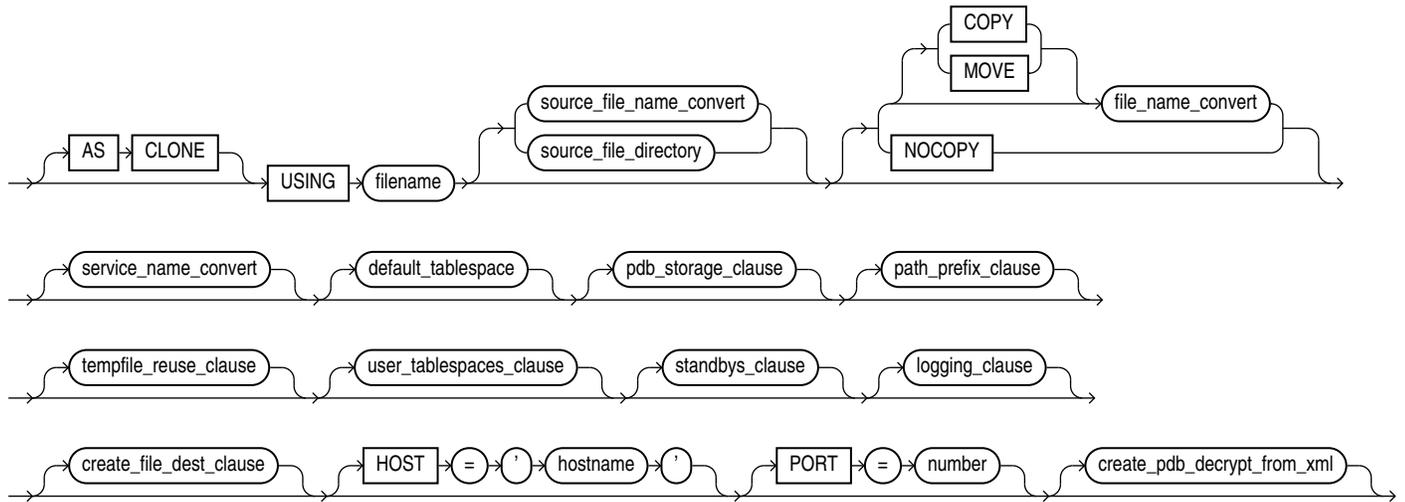 COPY
MOVE
source_file_name_convert
file_name_convert
AS CLONE
source_file_directory
NOCOPY
USING filename
service_name_convert default_tablespace pdb_storage_clause path_prefix_clause
tempfile_reuse_clause user_tablespaces_clause standbys_clause logging_clause
create_file_dest_clause HOST = ' hostname ' PORT = number create_pdb_decrypt_from_xml